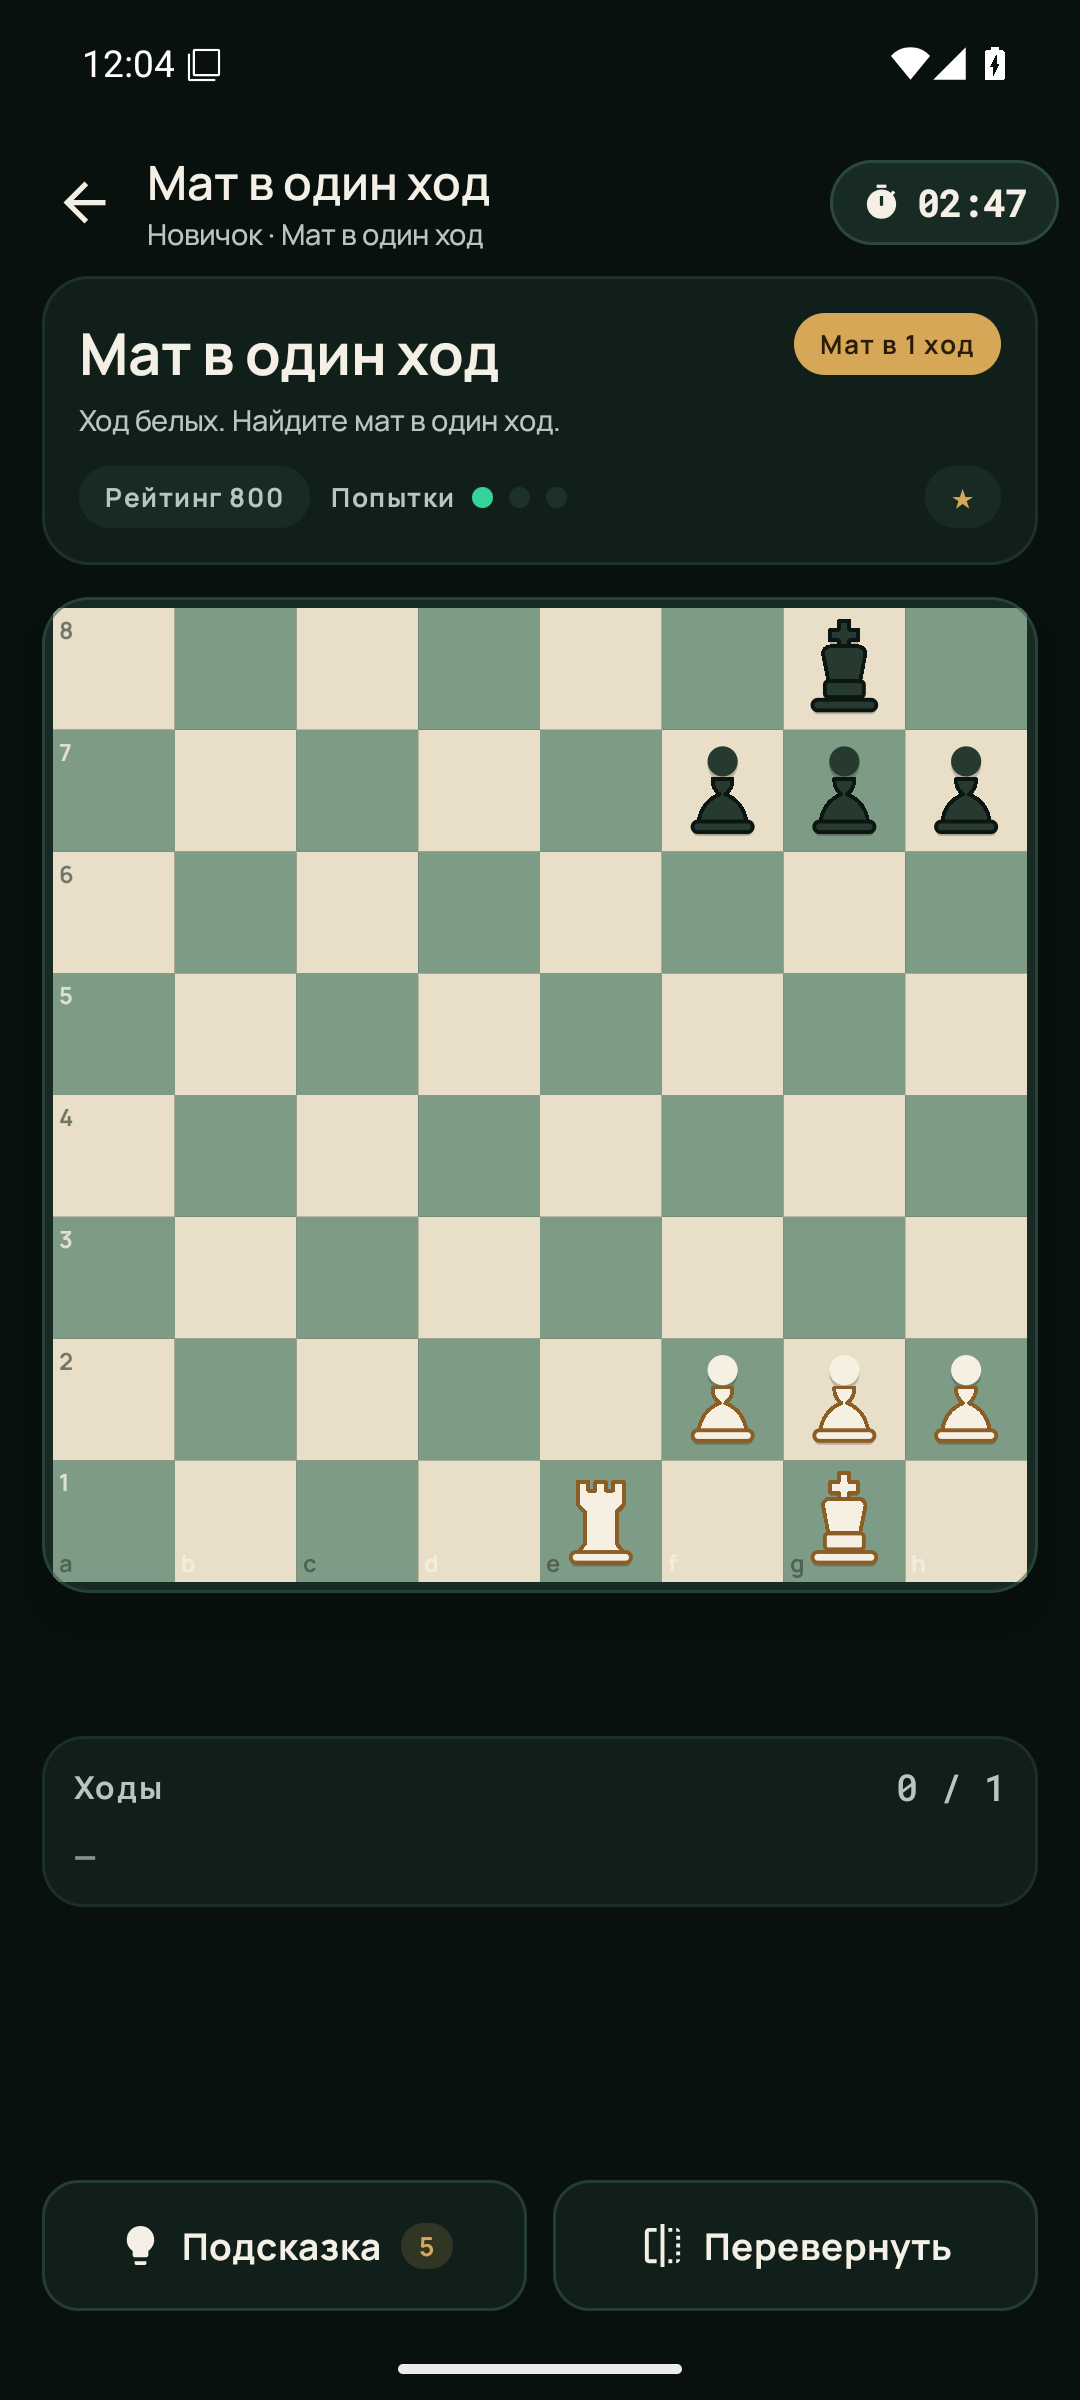 12:04
Мат в один ход
Новичок · Мат в один ход
02:47
Мат в один ход
Мат в 1 ход
Ход белых. Найдите мат в один ход.
Рейтинг 800
Попытки
8
7
6
5
4
3
2
1
a b c d e f g h
Ходы
0 / 1
—
Подсказка 5
Перевернуть